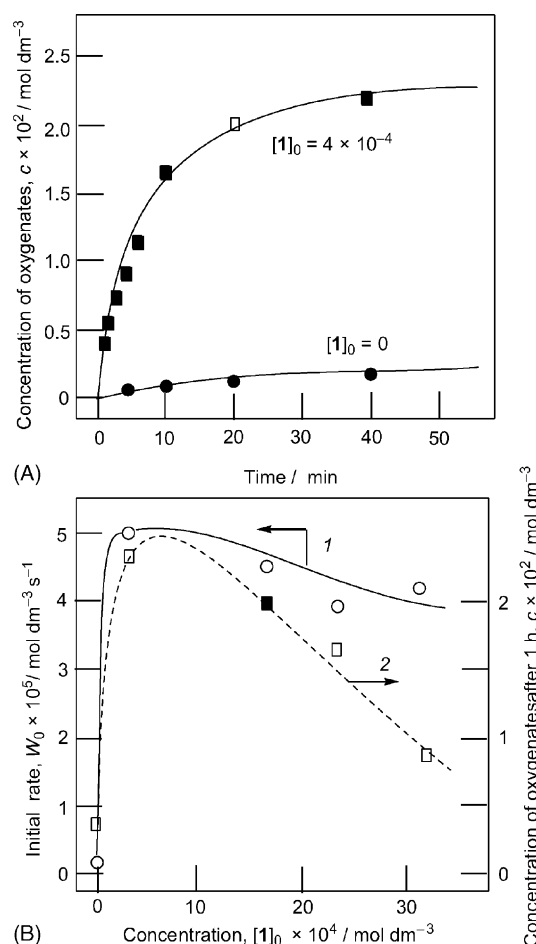 Concentration of oxygenates, c × 10² / mol dm⁻³
2.5
2.0
1.5
1.0
0.5
0
[1]₀ = 4 × 10⁻⁴
[1]₀ = 0
0 10 20 30 40 50
(A)
Time / min
Initial rate, W₀ × 10⁵/ mol dm⁻³ s⁻¹
5
4
3
2
1
0
1
2
2
1
0
Concentration of oxygenatesafter 1 h, c × 10² / mol dm⁻³
0 10 20 30
(B)
Concentration, [1]₀ × 10⁴ / mol dm⁻³